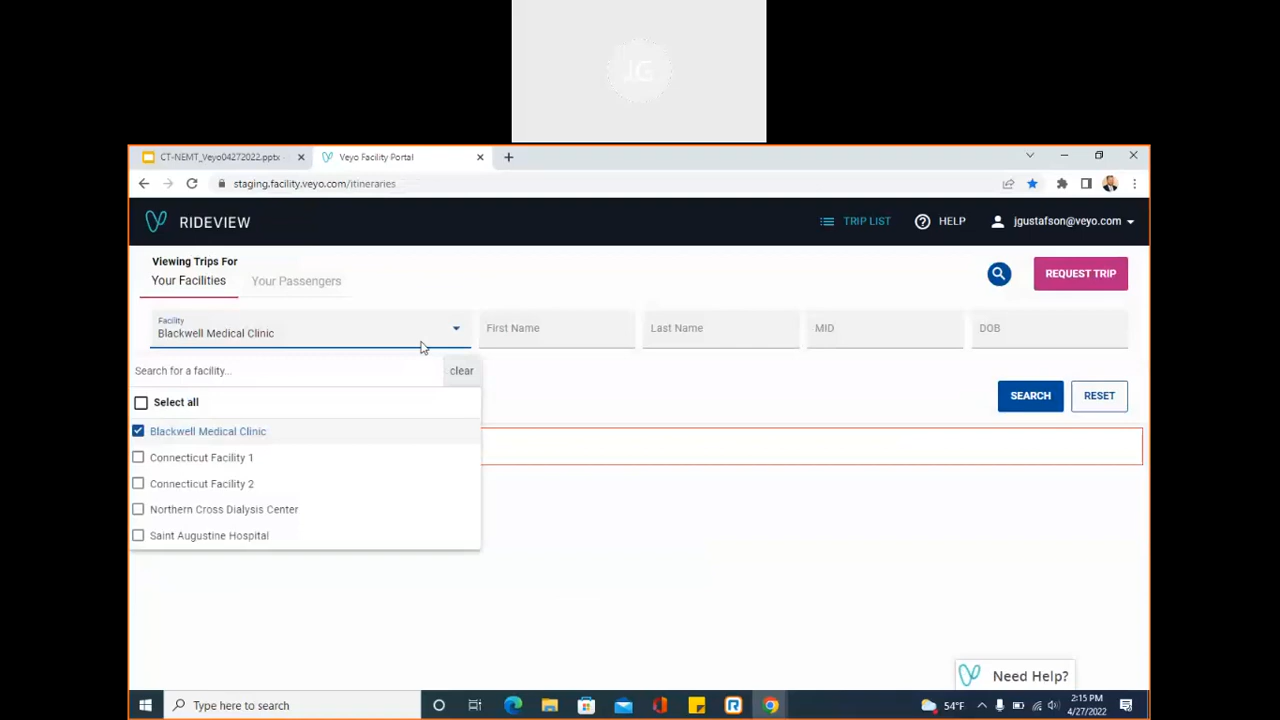 JG
CT-NEMT_Veyo04272022.pptx
Veyo Facility Portal
staging.facility.veyo.com/itineraries
RIDEVIEW
TRIP LIST
HELP
jgustafson@veyo.com
Viewing Trips For
Your Facilities
Your Passengers
REQUEST TRIP
Facility
Blackwell Medical Clinic
First Name
Last Name
MID
DOB
Search for a facility...
clear
Select all
SEARCH
RESET
Blackwell Medical Clinic
Connecticut Facility 1
Connecticut Facility 2
Northern Cross Dialysis Center
Saint Augustine Hospital
Need Help?
Type here to search
54°F
2:15 PM
4/27/2022